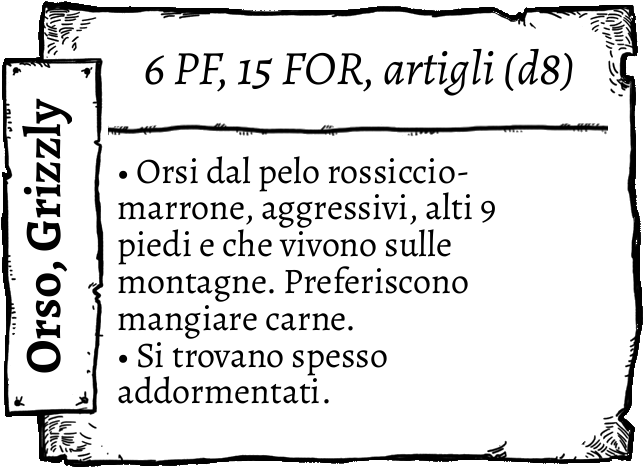 Orso, Grizzly
6 PF, 15 FOR, artigli (d8)
• Orsi dal pelo rossiccio-
marrone, aggressivi, alti 9
piedi e che vivono sulle
montagne. Preferiscono
mangiare carne.
• Si trovano spesso
addormentati.